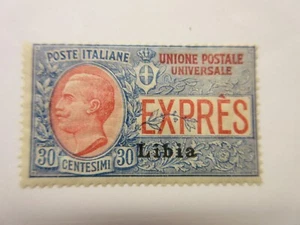 POSTE ITALIANE
UNIONE POSTALE
UNIVERSALE
EXPRÈS
Libia
30 CENTESIMI 30